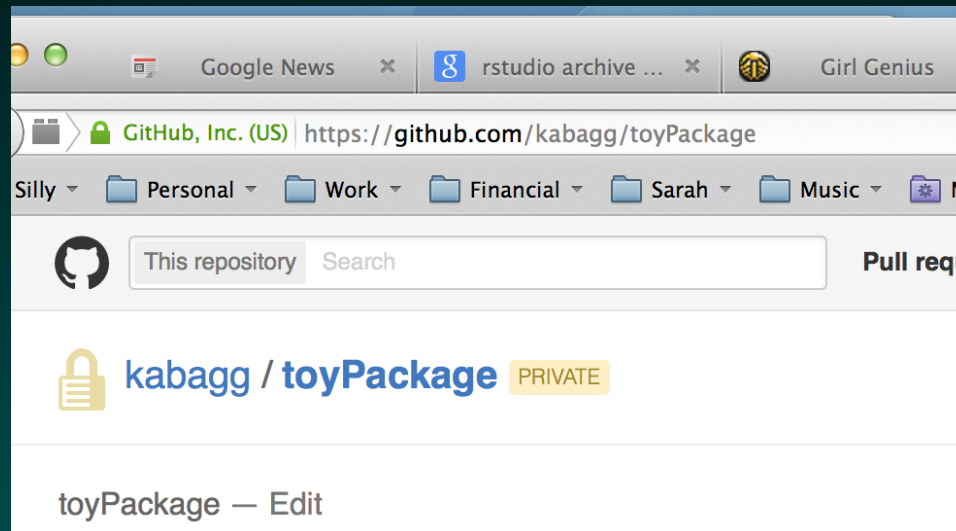 Google News rstudio archive ... Girl Genius
GitHub, Inc. (US) https://github.com/kabagg/toyPackage
Silly Personal Work Financial Sarah Music
This repository Search Pull
kabagg / toyPackage PRIVATE
toyPackage — Edit